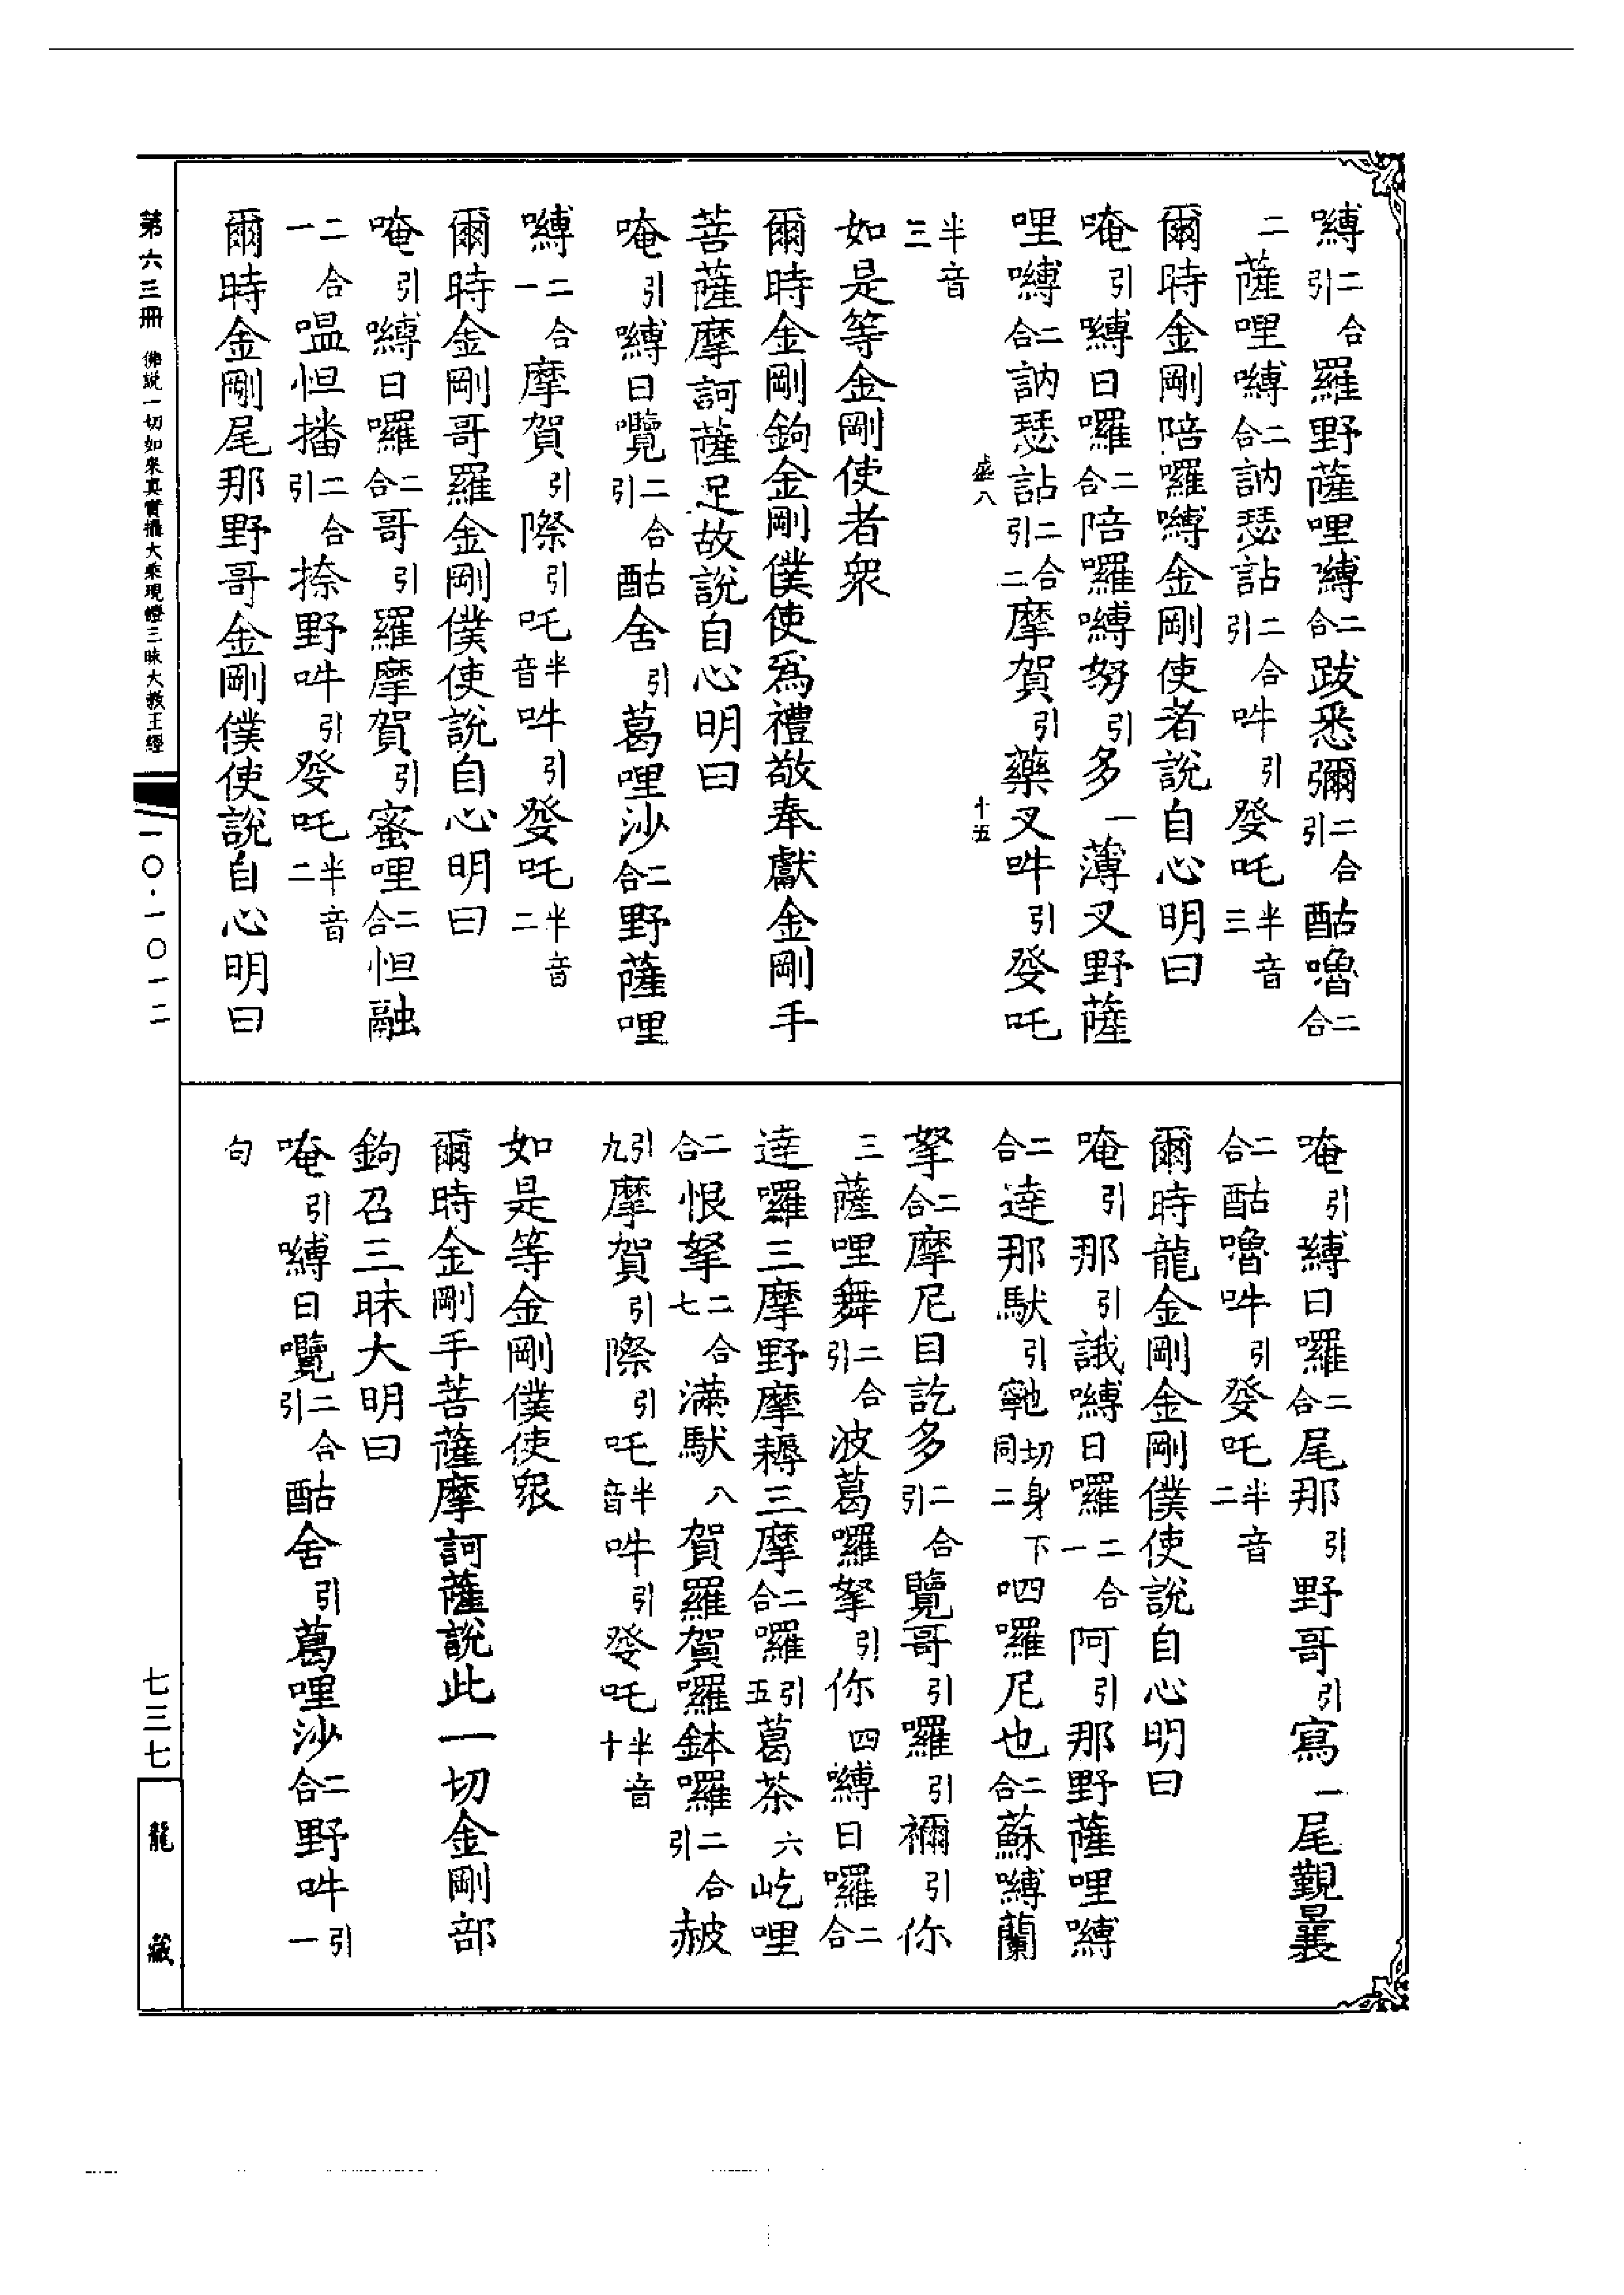 嚩二合引羅野薩哩嚩二合跋悉彌二合引酤嚕二合
二薩哩嚩二合訥瑟詀二合引吽引發吒半音三
爾時金剛陪囉嚩金剛使者說自心明曰
唵引嚩日囉二合陪囉嚩努引多一薄叉野薩
哩嚩二合訥瑟詀二合引二摩賀引藥叉吽引發吒
半音三
盛八 十五
如是等金剛使者衆
爾時金剛鉤金剛僕使為禮敬奉獻金剛手
菩薩摩訶薩足故說自心明曰
唵引嚩日囕二合引酤舍引葛哩沙二合野薩哩
嚩二合一摩賀引際引吒半音吽引發吒半音二
爾時金剛哥羅金剛僕使說自心明曰
唵引嚩日囉二合哥引羅摩賀引蜜哩二合怛融
二合一嗢怛播二合引捺野吽引發吒半音二
爾時金剛尾那野哥金剛僕使說自心明曰
唵引嚩日囉二合尾那引野哥引寫一尾覲曩
二合酤嚕吽引發吒半音二
爾時龍金剛金剛僕使說自心明曰
唵引那引誐嚩日囉二合一阿引那野薩哩嚩
二合達那馱引𩕳切身下同二呬囉尼也二合蘇嚩蘭
拏二合摩尼目訖多二合引覽哥引囉引禰引你
三薩哩舞二合引波葛囉拏引你四嚩日囉二合
達囉三摩野摩耨三摩二合囉引五葛茶六屹哩
二合恨拏二合七滿馱八賀羅賀囉鉢囉二合引赧
引九摩賀引際引吒半音吽引發吒半音十
如是等金剛僕使衆
爾時金剛手菩薩摩訶薩說此一切金剛部
鉤召三昧大明曰
唵引嚩日囕二合引酤舍引葛哩沙二合野吽引一
句
第六三冊 佛說一切如來真實攝大乘現證三昧大教王經 一〇·一〇一二
七三七
龍藏